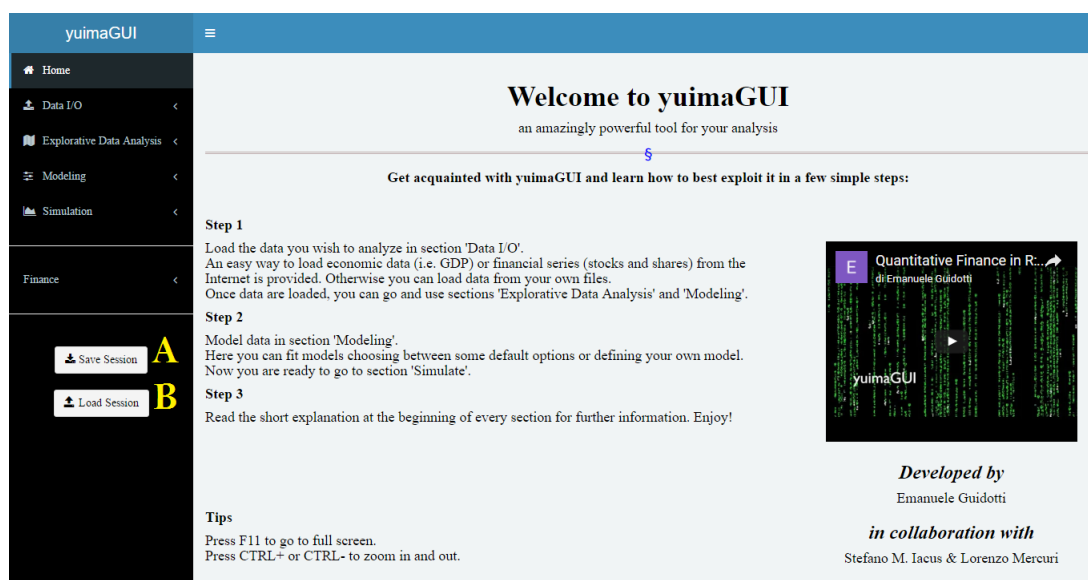 yuimaGUI
Home
Data I/O
Explorative Data Analysis
Modeling
Simulation
Finance
Save Session A
Load Session B
Welcome to yuimaGUI
an amazingly powerful tool for your analysis
§
Get acquainted with yuimaGUI and learn how to best exploit it in a few simple steps:
Step 1
Load the data you wish to analyze in section 'Data I/O'.
An easy way to load economic data (i.e. GDP) or financial series (stocks and shares) from the
Internet is provided. Otherwise you can load data from your own files.
Once data are loaded, you can go and use sections 'Explorative Data Analysis' and 'Modeling'.
Step 2
Model data in section 'Modeling'.
Here you can fit models choosing between some default options or defining your own model.
Now you are ready to go to section 'Simulate'.
Step 3
Read the short explanation at the beginning of every section for further information. Enjoy!
Tips
Press F11 to go to full screen.
Press CTRL+ or CTRL- to zoom in and out.
E
Quantitative Finance in R:...
di Emanuele Guidotti
yuimaGUI
Developed by
Emanuele Guidotti
in collaboration with
Stefano M. Iacus & Lorenzo Mercuri